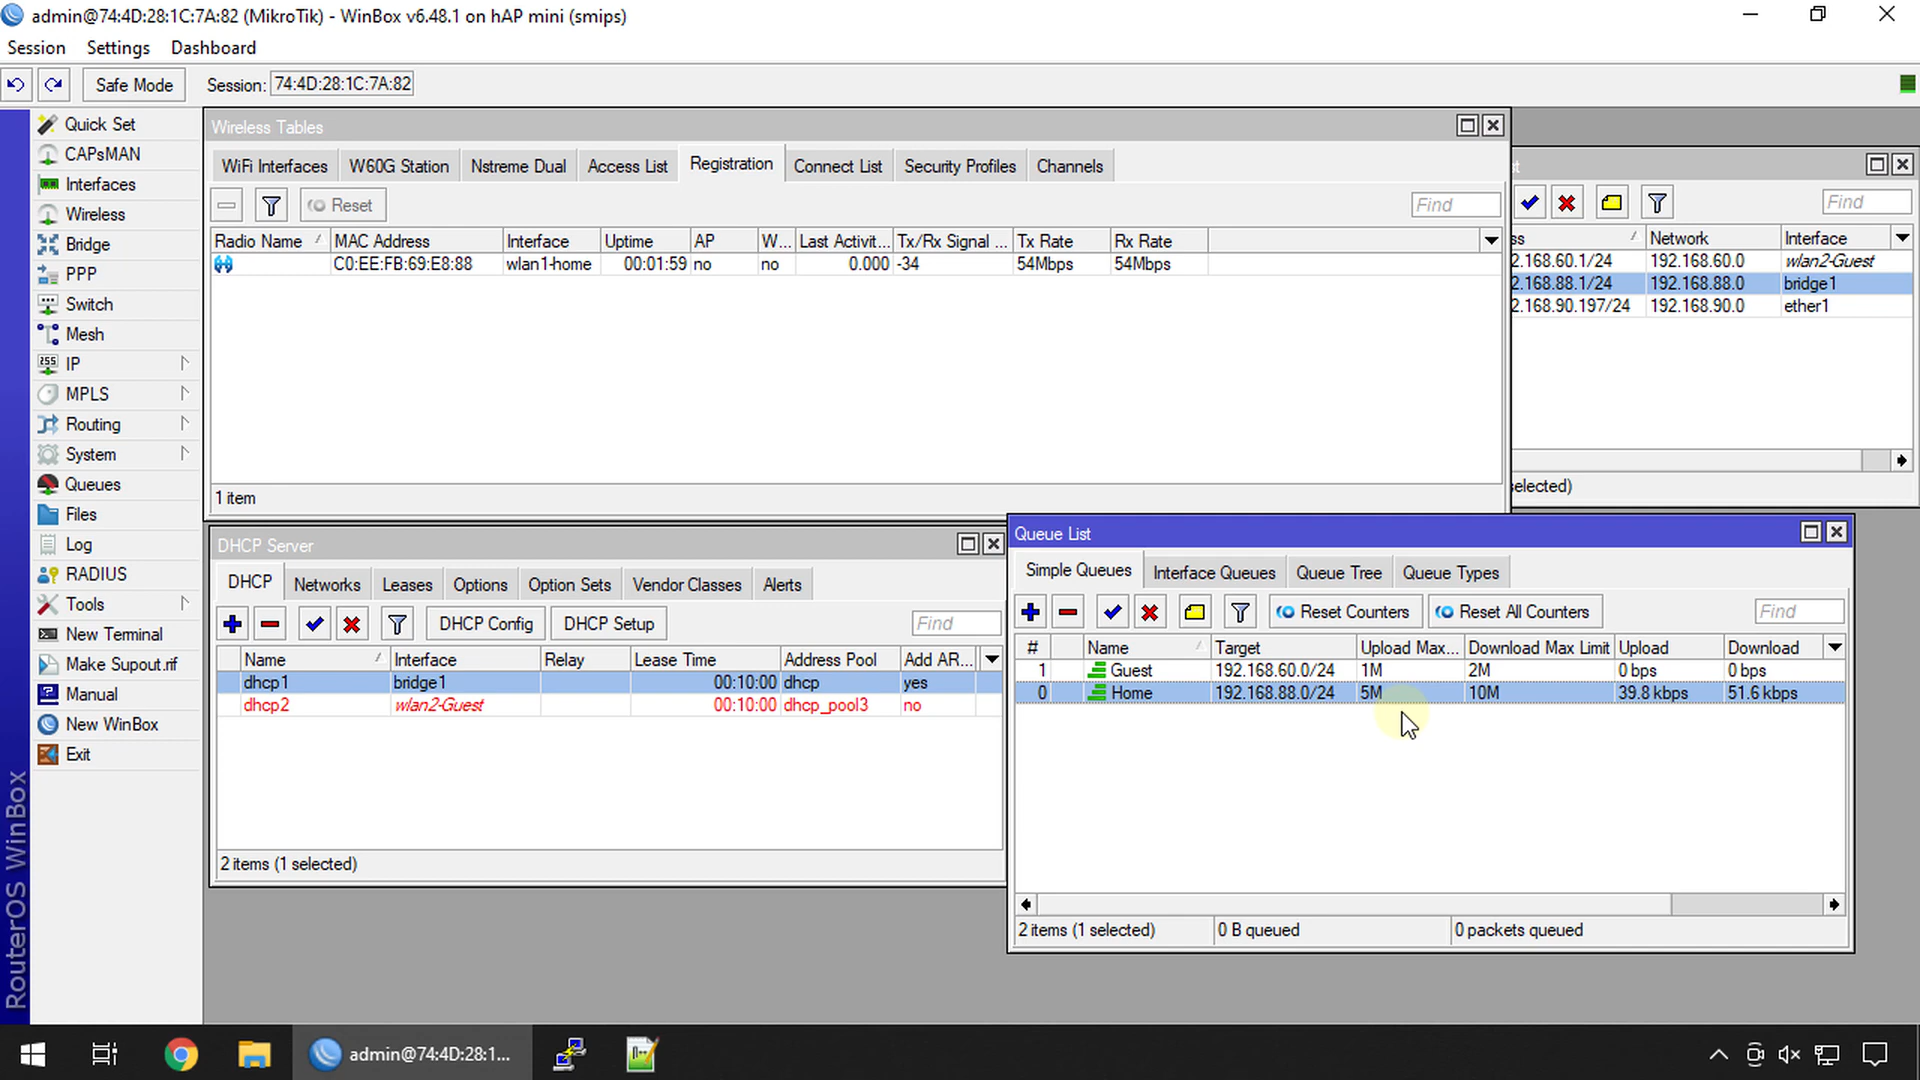 admin@74:4D:28:1C:7A:82 (MikroTik) - WinBox v6.48.1 on hAP mini (smips)
Session Settings Dashboard
Safe Mode Session: 74:4D:28:1C:7A:82
Quick Set
CAPsMAN
Interfaces
Wireless
Bridge
PPP
Switch
Mesh
IP
MPLS
Routing
System
Queues
Files
Log
RADIUS
Tools
New Terminal
Make Supout.rif
Manual
New WinBox
Exit
RouterOS WinBox
Wireless Tables
WiFi Interfaces W60G Station Nstreme Dual Access List Registration Connect List Security Profiles Channels
Reset Find
Radio Name MAC Address Interface Uptime AP W... Last Activit... Tx/Rx Signal ... Tx Rate Rx Rate
C0:EE:FB:69:E8:88 wlan1-home 00:01:59 no no 0.000 -34 54Mbps 54Mbps
1 item
st
Find
ss Network Interface
2.168.60.1/24 192.168.60.0 wlan2-Guest
2.168.88.1/24 192.168.88.0 bridge1
2.168.90.197/24 192.168.90.0 ether1
selected)
DHCP Server
DHCP Networks Leases Options Option Sets Vendor Classes Alerts
DHCP Config DHCP Setup Find
Name Interface Relay Lease Time Address Pool Add AR...
dhcp1 bridge1 00:10:00 dhcp yes
dhcp2 wlan2-Guest 00:10:00 dhcp_pool3 no
2 items (1 selected)
Queue List
Simple Queues Interface Queues Queue Tree Queue Types
Reset Counters Reset All Counters Find
# Name Target Upload Max... Download Max Limit Upload Download
1 Guest 192.168.60.0/24 1M 2M 0 bps 0 bps
0 Home 192.168.88.0/24 5M 10M 39.8 kbps 51.6 kbps
2 items (1 selected) 0 B queued 0 packets queued
admin@74:4D:28:1...